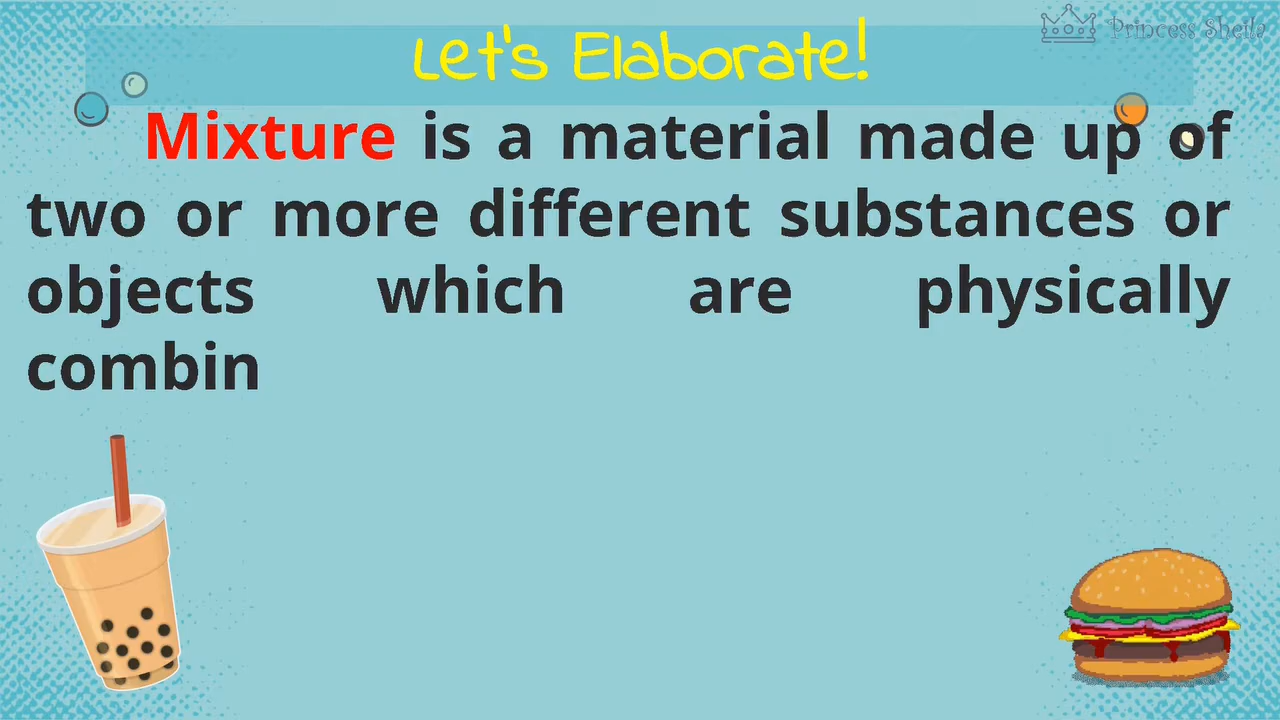 Princess Sheila
Let's Elaborate!
Mixture is a material made up of
two or more different substances or
objects which are physically
combin